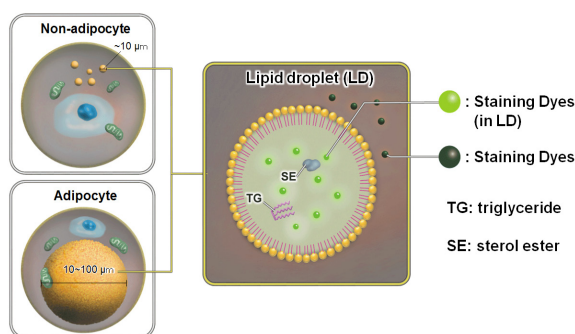 Non-adipocyte
~10 µm
Adipocyte
10~100 µm
Lipid droplet (LD)
SE
TG
: Staining Dyes
(in LD)
: Staining Dyes
TG: triglyceride
SE: sterol ester